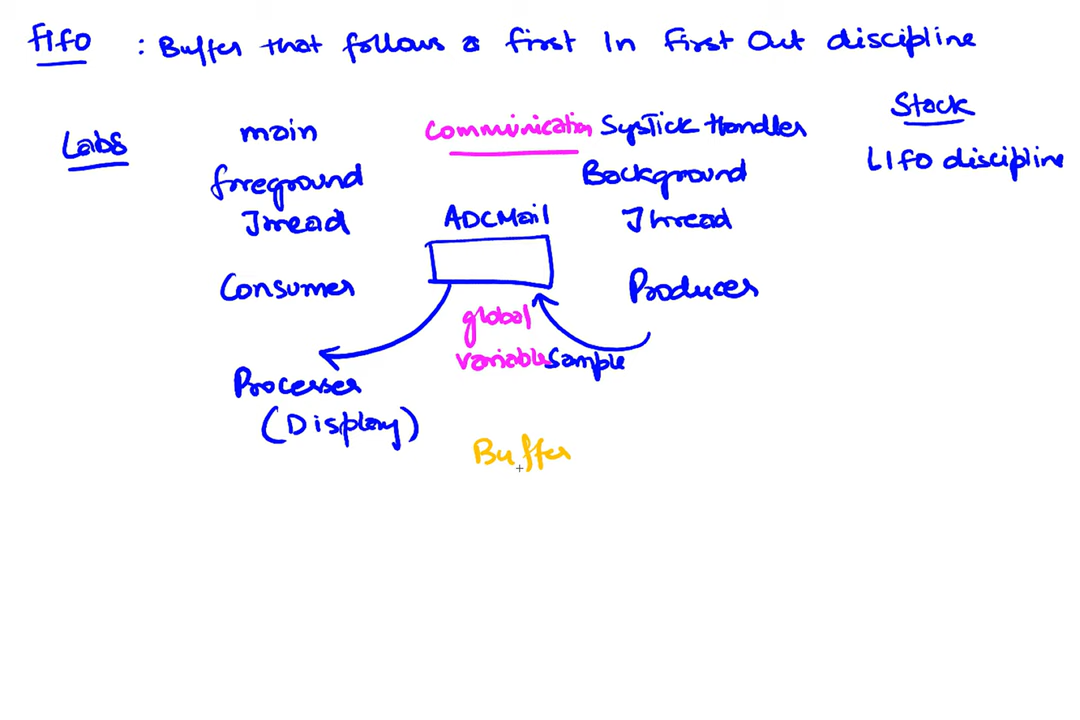 FIFO : Buffer that follows a First In First Out discipline
Stack
LIFO discipline
Labs
main
Communication
SysTick Handler
foreground
Background
Thread
ADCMail
Thread
Consumer
Producer
global
variable
Sample
Processes
(Display)
Buffer